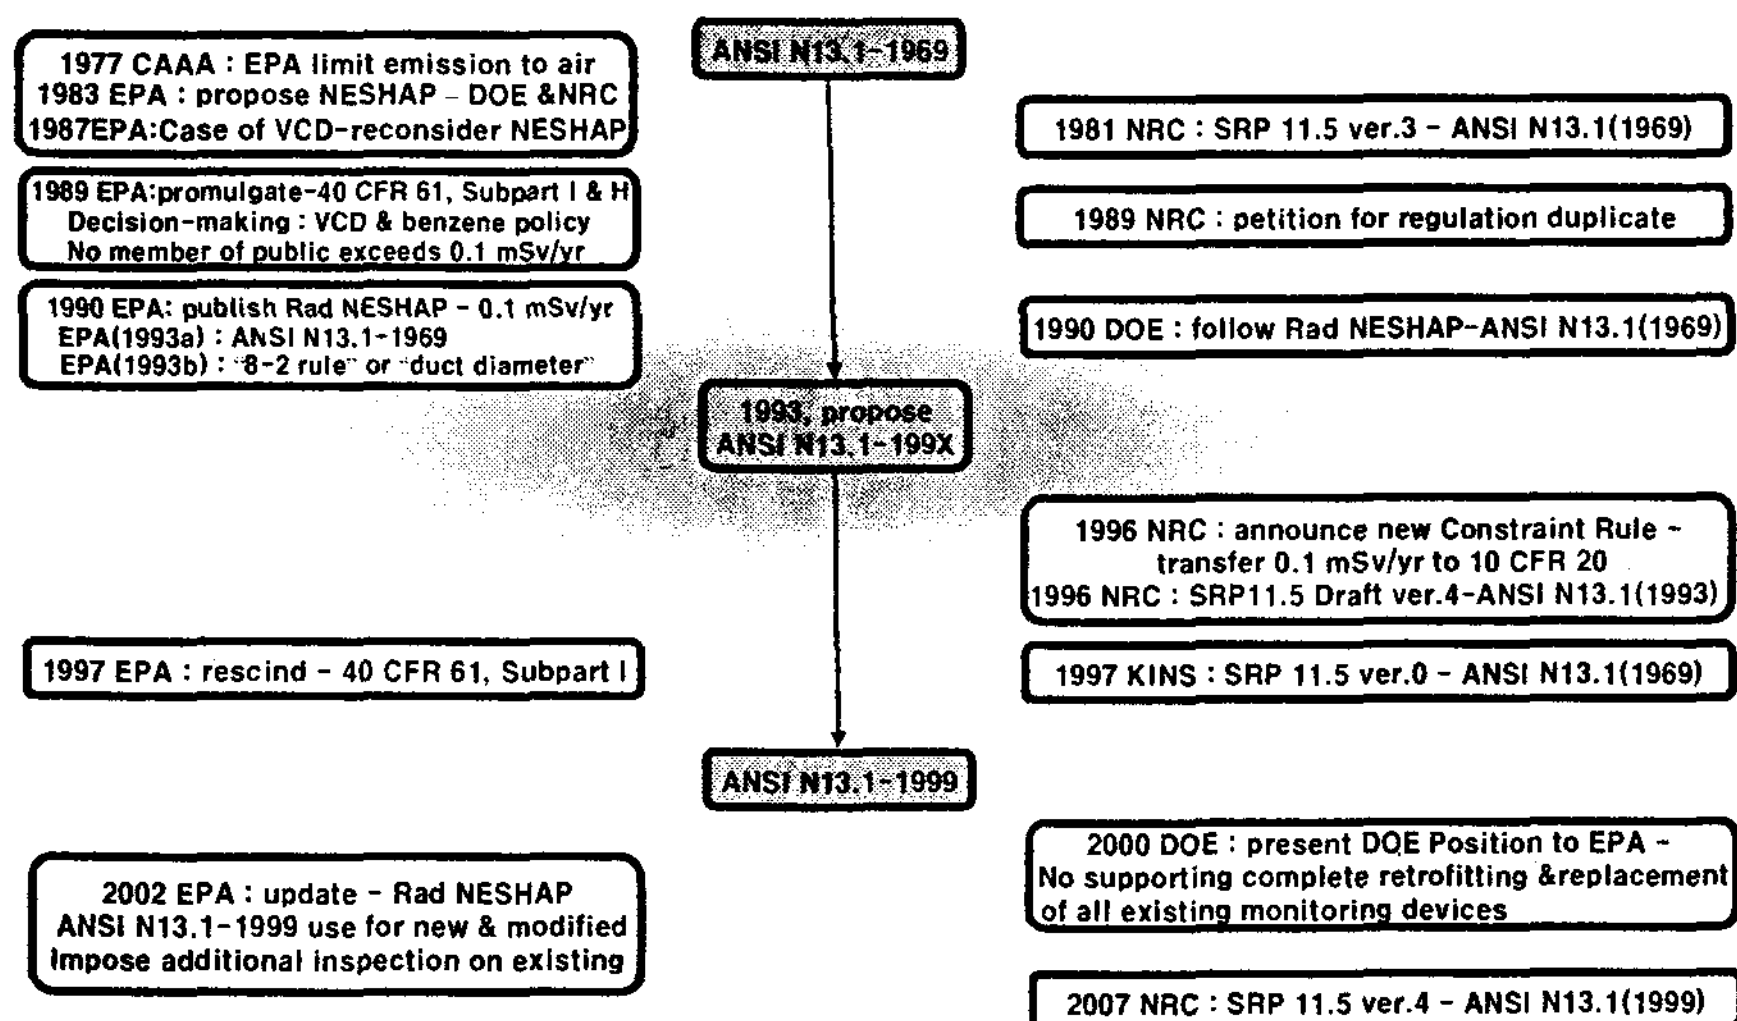 ANSI N13.1-1969
1977 CAAA : EPA limit emission to air
1983 EPA : propose NESHAP - DOE &NRC
1987EPA:Case of VCD-reconsider NESHAP
1981 NRC : SRP 11.5 ver.3 - ANSI N13.1(1969)
1989 EPA:promulgate-40 CFR 61, Subpart I & H
Decision-making : VCD & benzene policy
No member of public exceeds 0.1 mSv/yr
1989 NRC : petition for regulation duplicate
1990 EPA: publish Rad NESHAP - 0.1 mSv/yr
EPA(1993a) : ANSI N13.1-1969
EPA(1993b) : "8-2 rule" or "duct diameter"
1990 DOE : follow Rad NESHAP-ANSI N13.1(1969)
1993, propose
ANSI N13.1-199X
1996 NRC : announce new Constraint Rule -
transfer 0.1 mSv/yr to 10 CFR 20
1996 NRC : SRP11.5 Draft ver.4-ANSI N13.1(1993)
1997 EPA : rescind - 40 CFR 61, Subpart I
1997 KINS : SRP 11.5 ver.0 - ANSI N13.1(1969)
ANSI N13.1-1999
2000 DOE : present DOE Position to EPA -
No supporting complete retrofitting &replacement
of all existing monitoring devices
2002 EPA : update - Rad NESHAP
ANSI N13.1-1999 use for new & modified
Impose additional inspection on existing
2007 NRC : SRP 11.5 ver.4 - ANSI N13.1(1999)